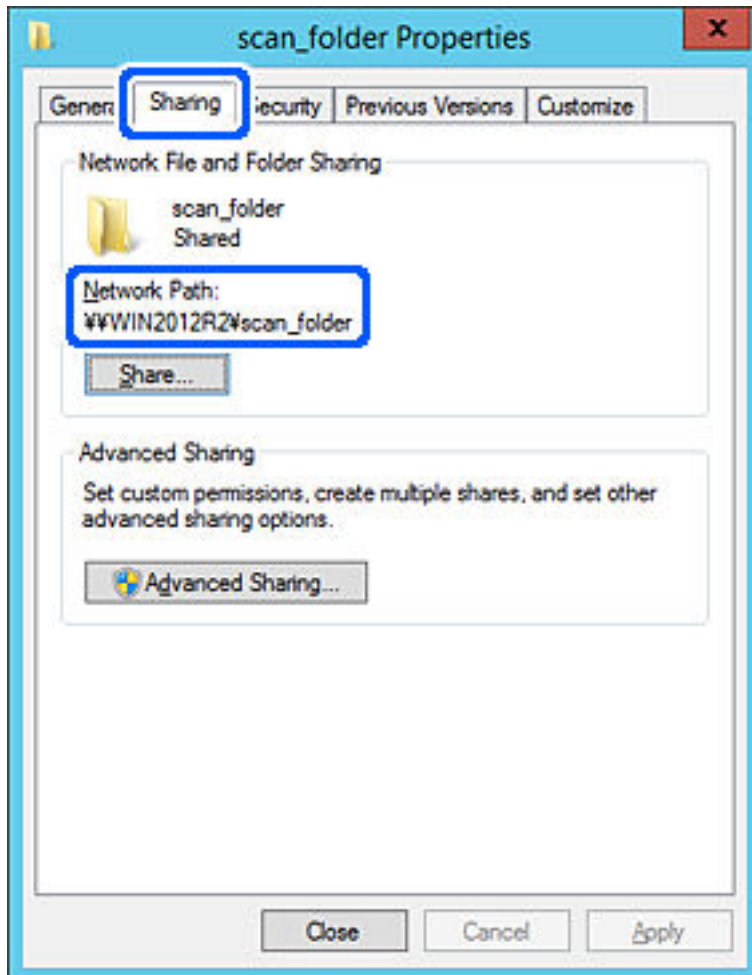 scan_folder Properties
x
General Sharing Security Previous Versions Customize
Network File and Folder Sharing
scan_folder
Shared
Network Path:
¥¥WIN2012R2¥scan_folder
Share...
Advanced Sharing
Set custom permissions, create multiple shares, and set other
advanced sharing options.
Advanced Sharing...
Close Cancel Apply